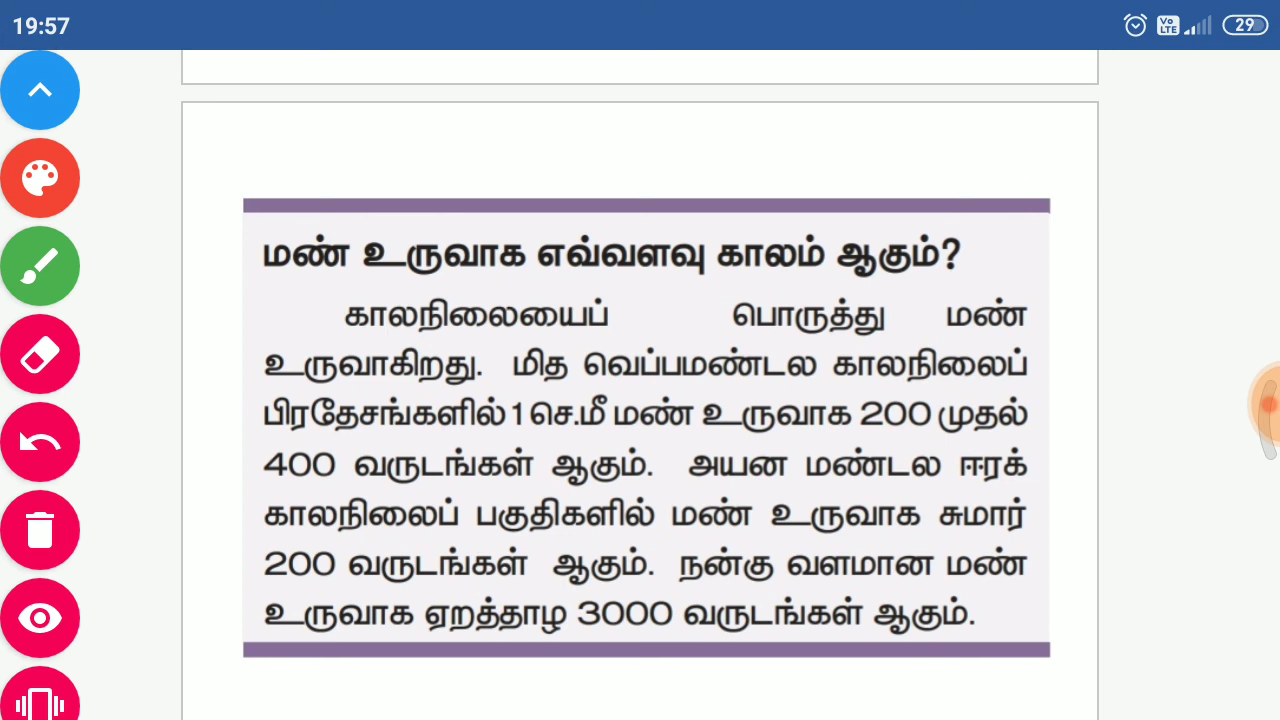 19:57
Vo LTE
29
மண் உருவாக எவ்வளவு காலம் ஆகும்?
காலநிலையைப் பொருத்து மண்
உருவாகிறது. மித வெப்பமண்டல காலநிலைப்
பிரதேசங்களில் 1 செ.மீ மண் உருவாக 200 முதல்
400 வருடங்கள் ஆகும். அயன மண்டல ஈரக்
காலநிலைப் பகுதிகளில் மண் உருவாக சுமார்
200 வருடங்கள் ஆகும். நன்கு வளமான மண்
உருவாக ஏறத்தாழ 3000 வருடங்கள் ஆகும்.